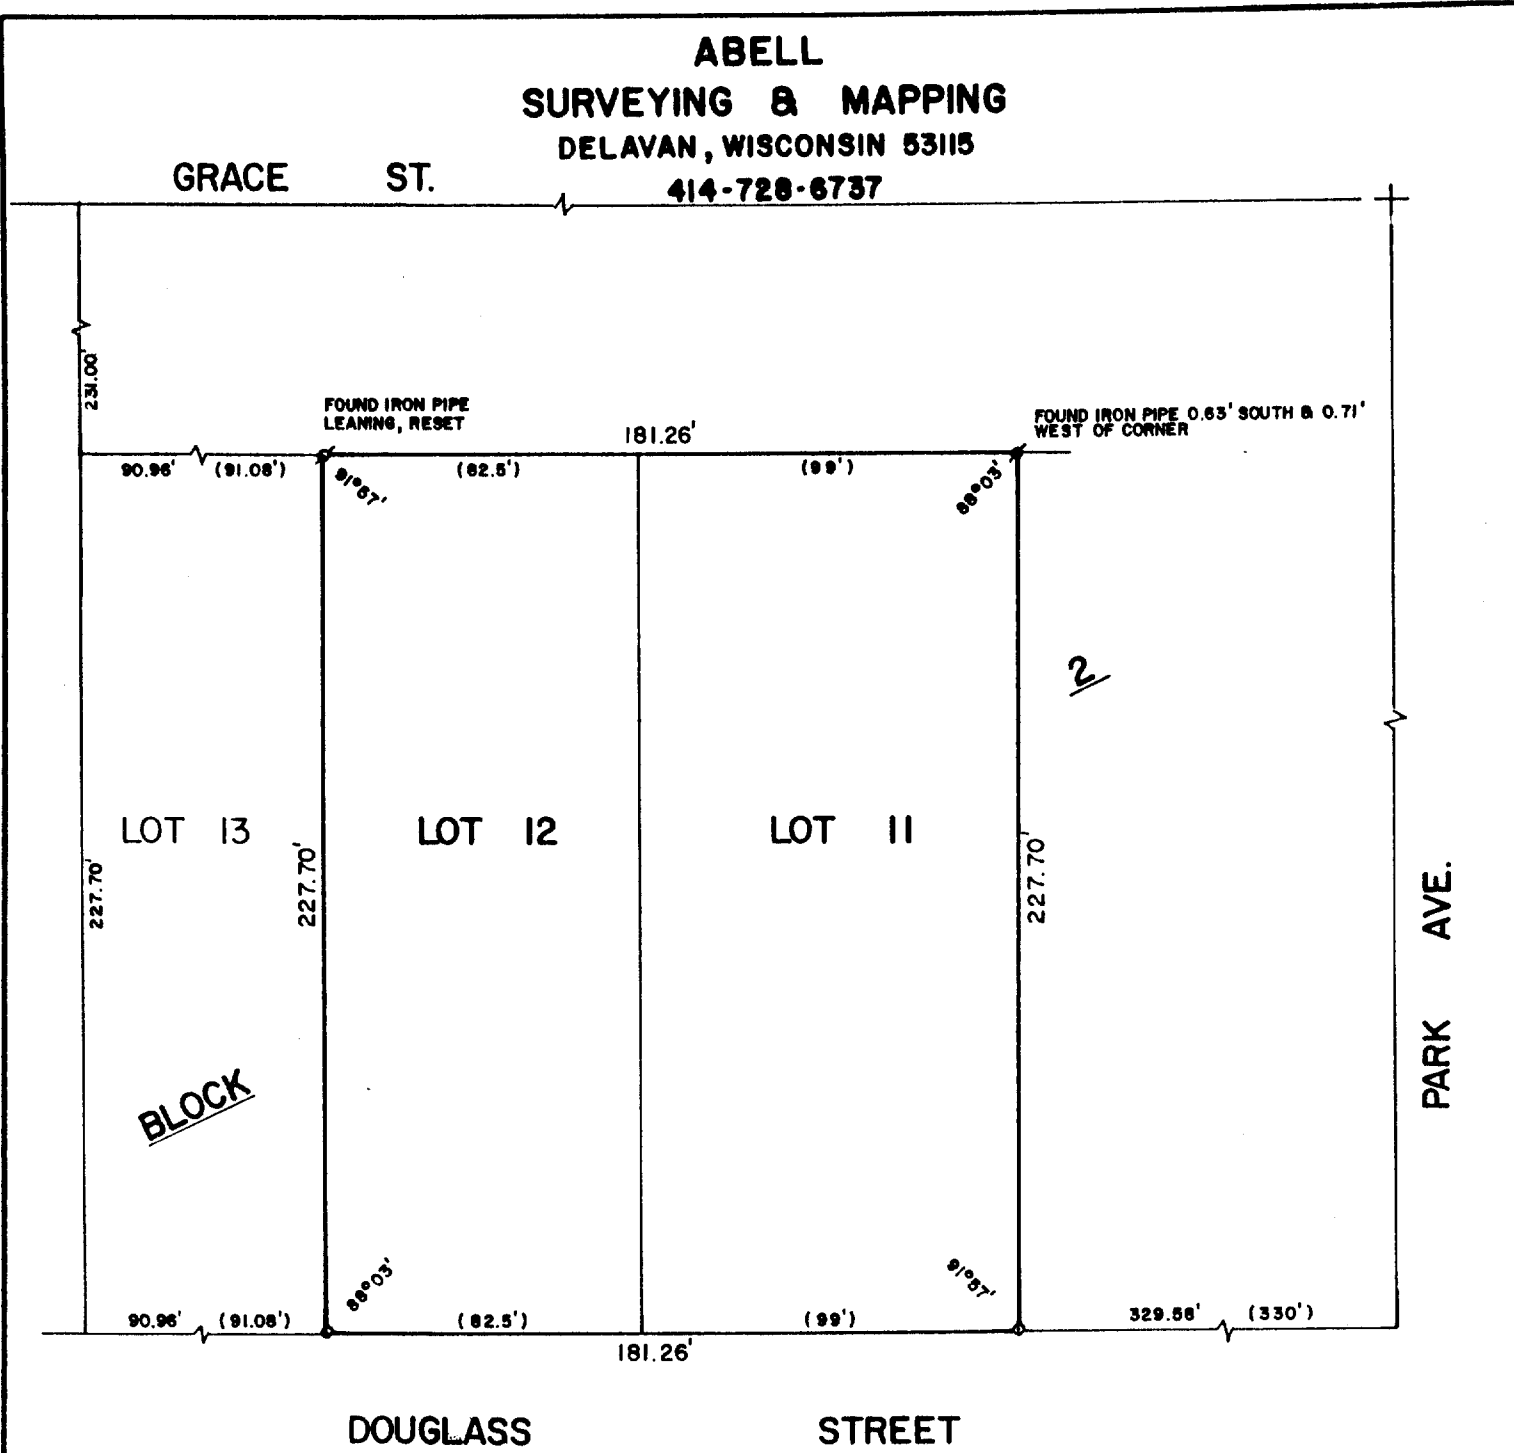 ABELL
SURVEYING & MAPPING
DELAVAN, WISCONSIN 53115
GRACE ST.
414-728-6737
231.00'
FOUND IRON PIPE
LEANING, RESET
181.26'
FOUND IRON PIPE 0.63' SOUTH & 0.71'
WEST OF CORNER
90.96' (91.08')
(82.5')
(99')
91°57'
88°03'
2
LOT 13
LOT 12
LOT 11
227.70'
227.70'
227.70'
PARK AVE.
BLOCK
88°03'
91°57'
90.96' (91.08')
(82.5')
(99')
329.58' (330')
181.26'
DOUGLASS STREET